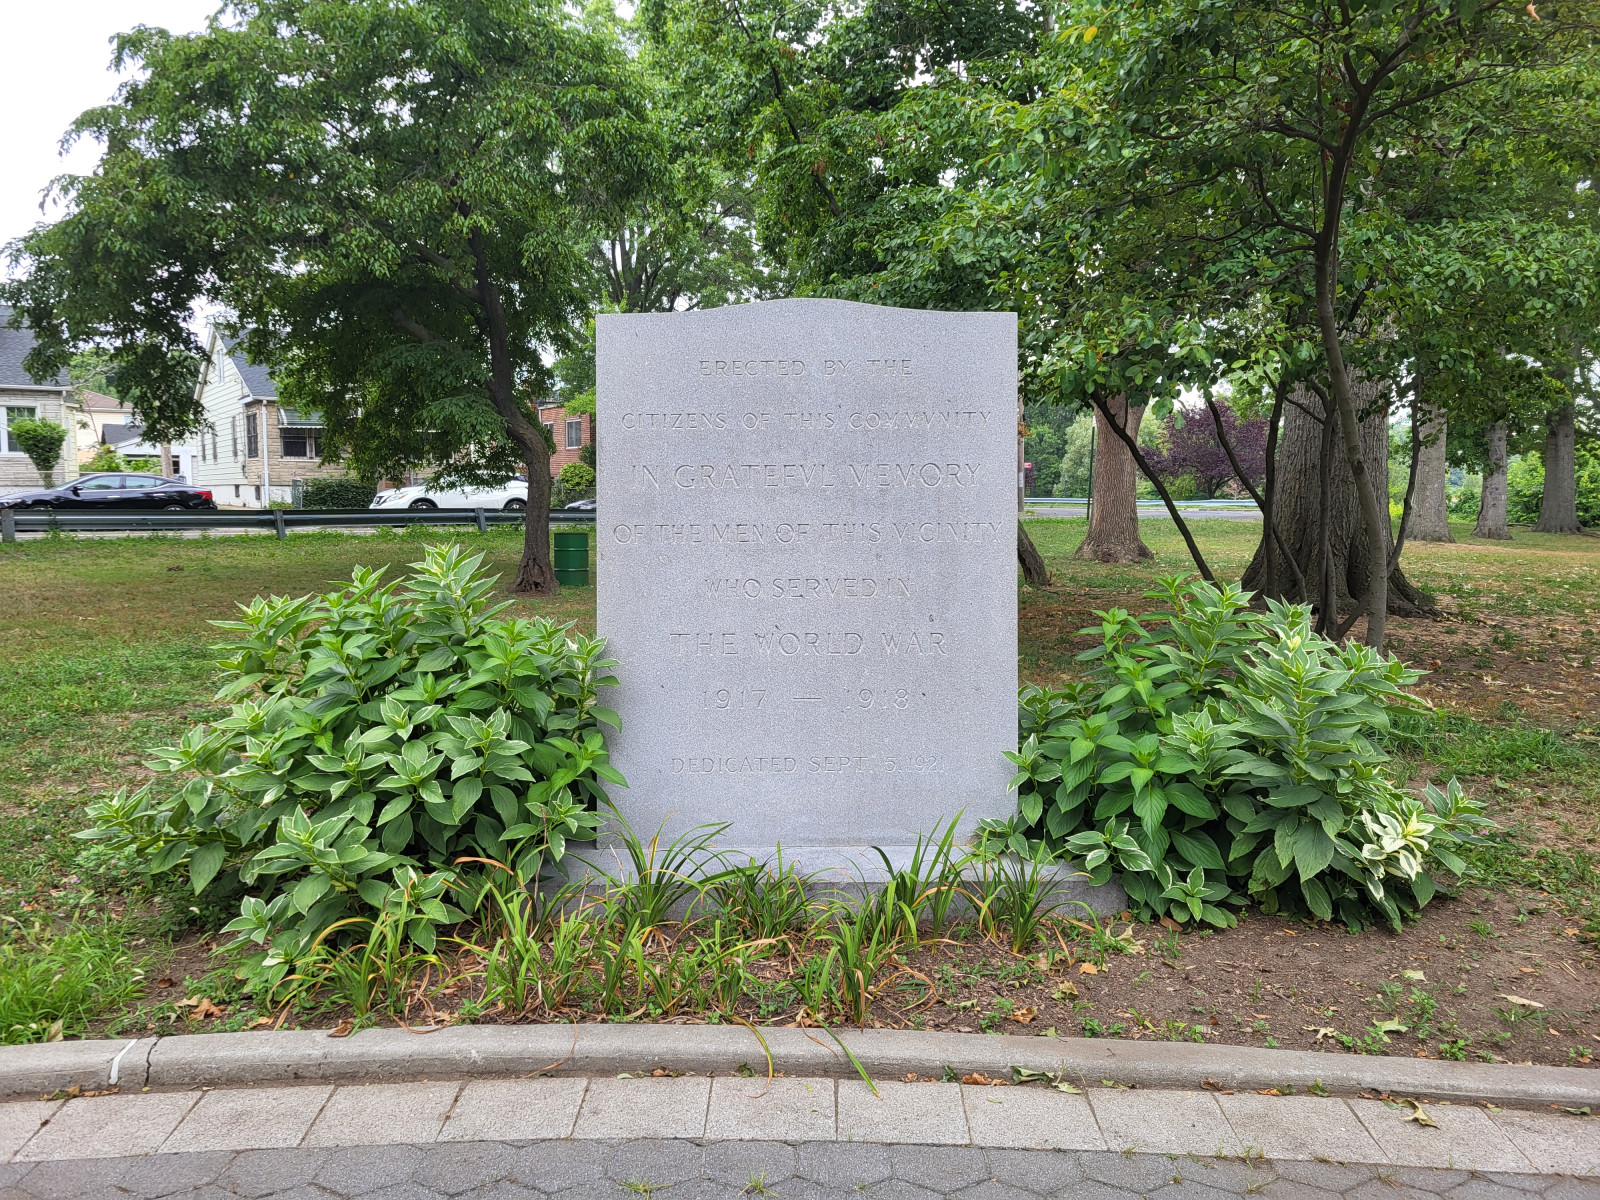 ERECTED BY THE
CITIZENS OF THIS COMMVNITY
IN GRATEFVL MEMORY
OF THE MEN OF THIS VICINITY
WHO SERVED IN
THE WORLD WAR
1917 — 1918
DEDICATED SEPT. 5, 1921